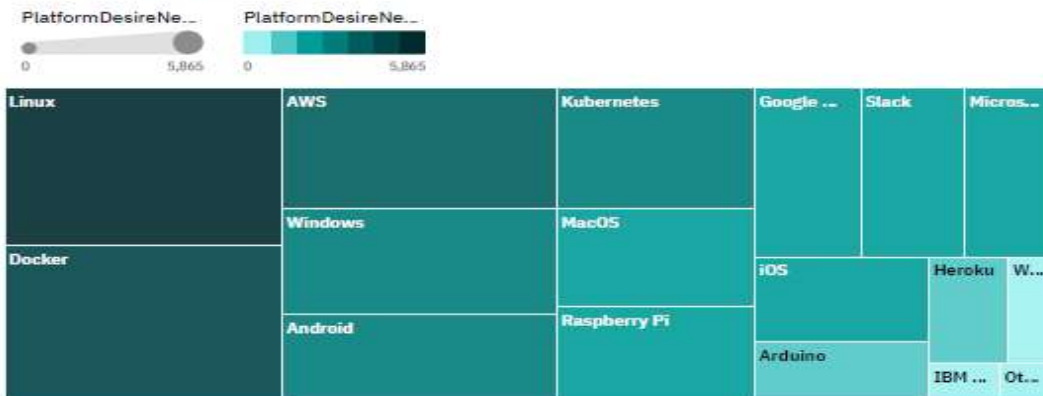 PlatformDesireNe... PlatformDesireNe...
0 5,865 0 5,865
Linux AWS Kubernetes Google ... Slack Micros...
Windows MacOS
Docker iOS Heroku W...
Android Raspberry Pi
Arduino
IBM ... Ot...